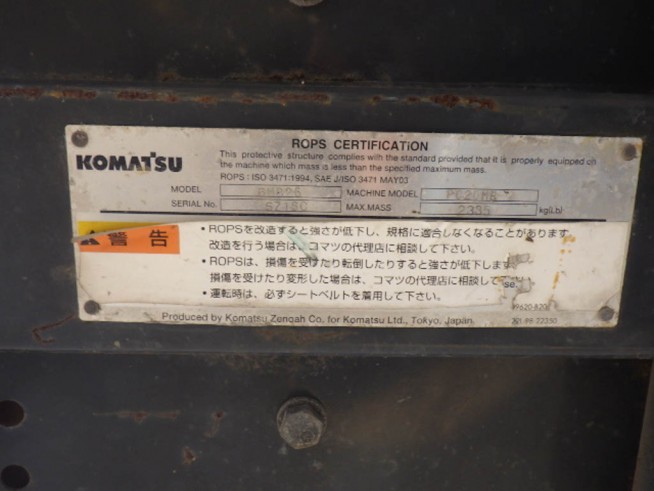 ROPS CERTIFICATION
KOMATSU
This protective structure complies with the standard provided that it is properly equipped on
the machine which mass is less than the specified maximum mass.
ROPS : ISO 3471:1994, SAE J/ISO 3471 MAY03
MODEL MACHINE MODEL
SERIAL No. MAX.MASS 2335 kg(Lb)
警告
・ROPSを改造すると強さが低下し、規格に適合しなくなることがあります
改造を行う場合は、コマツの代理店に相談して下さい。
・ROPSは、損傷を受けたり転倒したりすると強さが低下します
損傷を受けたり変形した場合は、コマツの代理店に相談して
se.
・運転時は、必ずシートベルトを着用して下さい。
Produced by Komatsu Zenoah Co. for Komatsu Ltd., Tokyo, Japan.